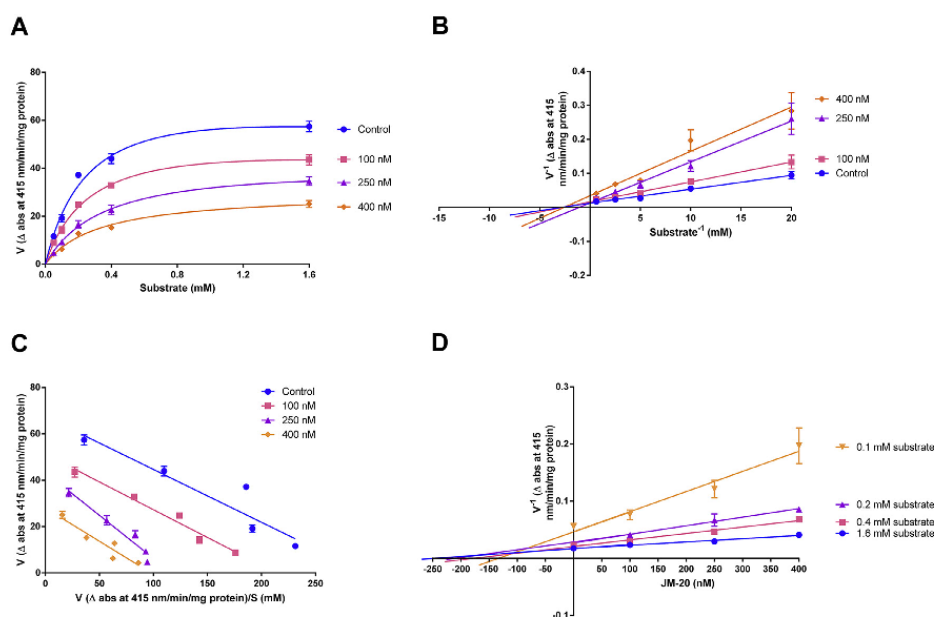 A
V (Δ abs at 415 nm/min/mg protein)
80
60
40
20
0
0.0 0.4 0.8 1.2 1.6
Substrate (mM)
Control
100 nM
250 nM
400 nM
B
V⁻¹ (Δ abs at 415
nm/min/mg protein)
0.4
0.3
0.2
0.1
-0.1
-0.2
-15 -10 -5 5 10 15 20
Substrate⁻¹ (mM)
400 nM
250 nM
100 nM
Control
C
V (Δ abs at 415 nm/min/mg protein)
80
60
40
20
0
0 50 100 150 200 250
V (Δ abs at 415 nm/min/mg protein)/S (mM)
Control
100 nM
250 nM
400 nM
D
V⁻¹ (Δ abs at 415
nm/min/mg protein)
0.3
0.2
0.1
-0.1
-250 -200 -150 -100 -50 50 100 150 200 250 300 350 400
JM-20 (nM)
0.1 mM substrate
0.2 mM substrate
0.4 mM substrate
1.6 mM substrate